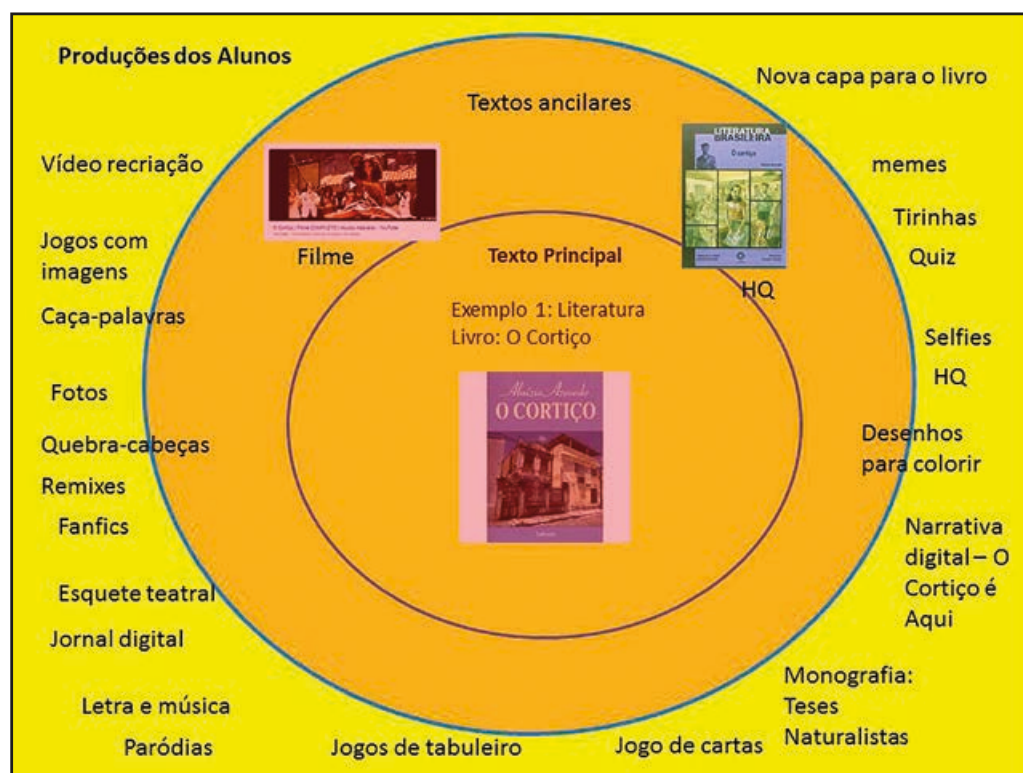 Produções dos Alunos
Nova capa para o livro
Textos ancilares
LITERATURA
BRASILEIRA
O cortiço
Vídeo recriação
memes
Jogos com
imagens
Filme
Texto Principal
Tirinhas
Quiz
HQ
Caça-palavras
Exemplo 1: Literatura
Livro: O Cortiço
Selfies
HQ
Fotos
Aluísio Azevedo
O CORTIÇO
Quebra-cabeças
Desenhos
para colorir
Remixes
Fanfics
Narrativa
digital – O
Cortiço é
Aqui
Esquete teatral
Jornal digital
Monografia:
Teses
Naturalistas
Letra e música
Paródias
Jogos de tabuleiro
Jogo de cartas